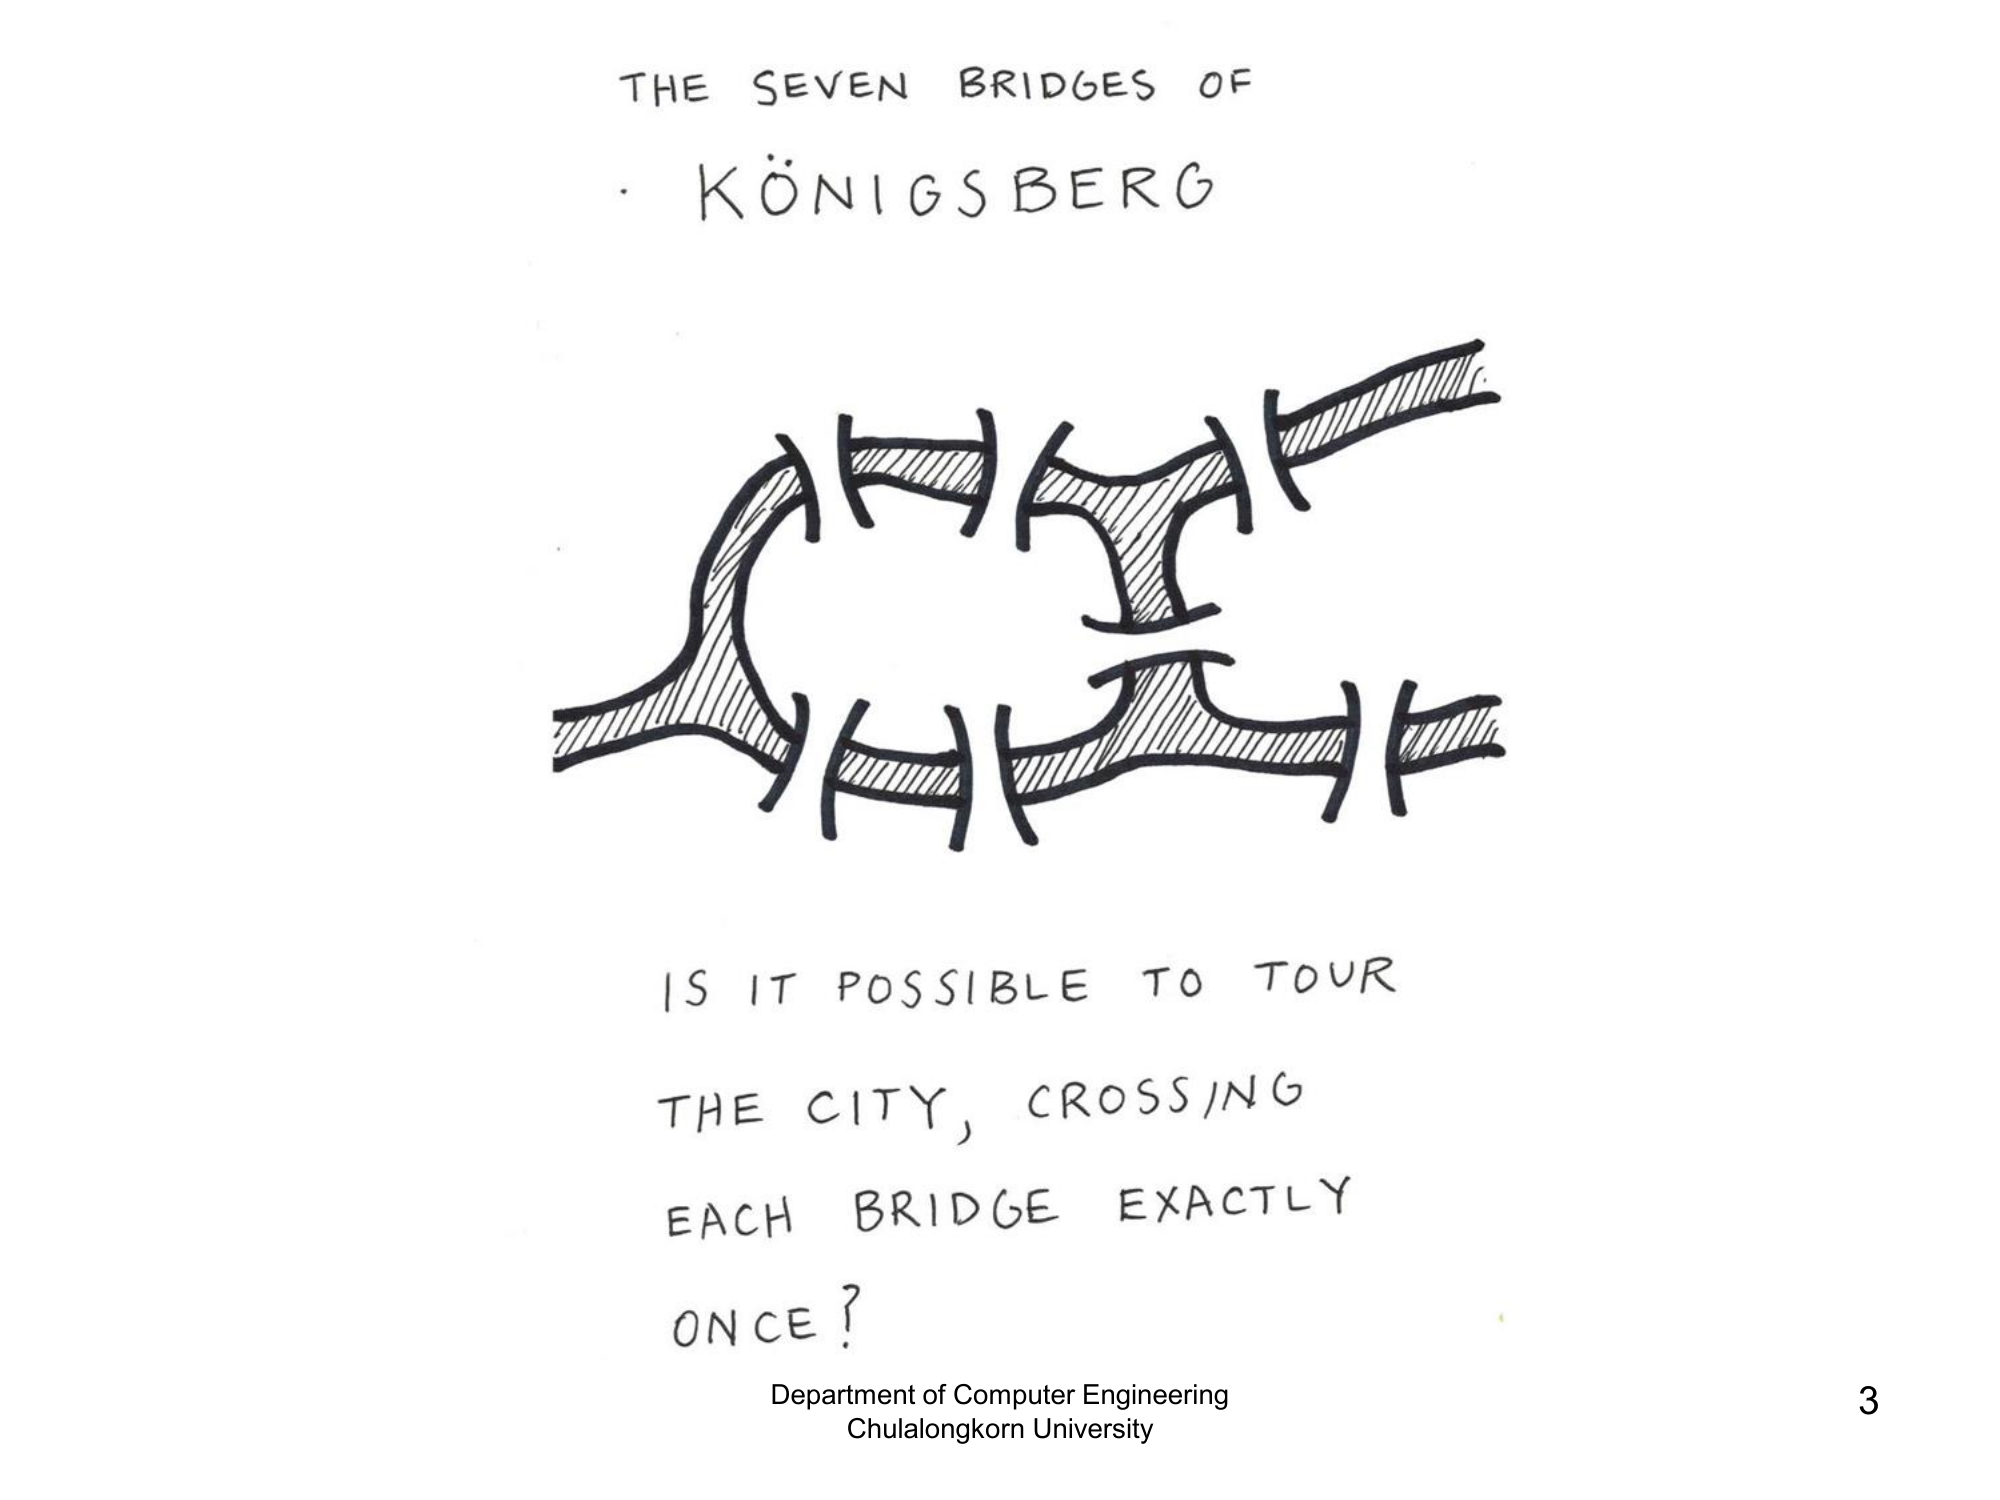 THE SEVEN BRIDGES OF
KÖNIGSBERG
IS IT POSSIBLE TO TOUR
THE CITY, CROSSING
EACH BRIDGE EXACTLY
ONCE?
Department of Computer Engineering
Chulalongkorn University
3